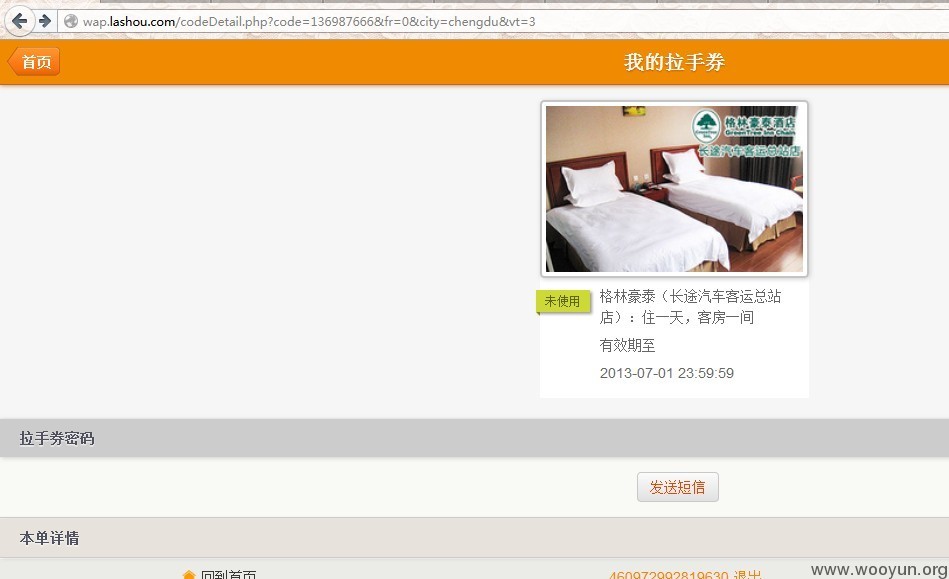 wap.lashou.com/codeDetail.php?code=136987666&fr=0&city=chengdu&vt=3
首页
我的拉手券
格林豪泰酒店
GreenTree Inn Chain
长途汽车客运总站店
未使用
格林豪泰（长途汽车客运总站
店）：住一天，客房一间
有效期至
2013-07-01 23:59:59
拉手券密码
发送短信
本单详情
回到首页
460972992819630 退出
www.wooyun.org